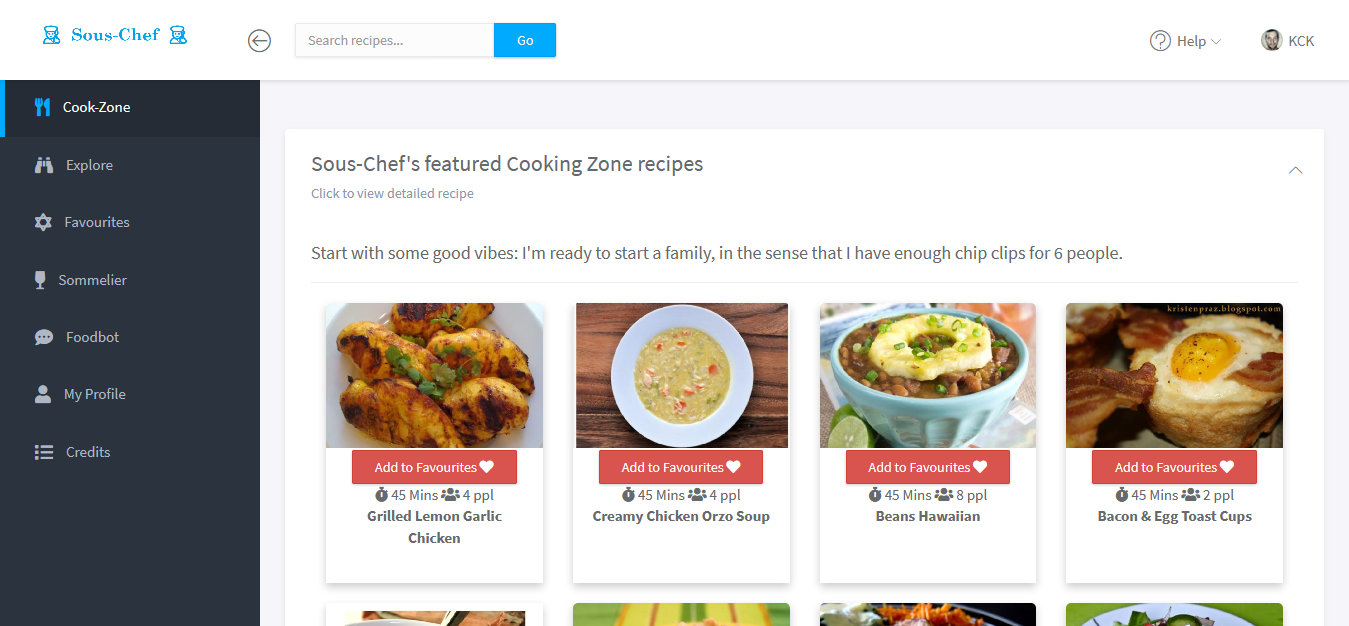 Sous-Chef
Search recipes...
Go
Help
KCK
Cook-Zone
Explore
Favourites
Sommelier
Foodbot
My Profile
Credits
Sous-Chef's featured Cooking Zone recipes
Click to view detailed recipe
Start with some good vibes: I'm ready to start a family, in the sense that I have enough chip clips for 6 people.
kristenpraz.blogspot.com
Add to Favourites
45 Mins 4 ppl
Grilled Lemon Garlic
Chicken
Add to Favourites
45 Mins 4 ppl
Creamy Chicken Orzo Soup
Add to Favourites
45 Mins 8 ppl
Beans Hawaiian
Add to Favourites
45 Mins 2 ppl
Bacon & Egg Toast Cups